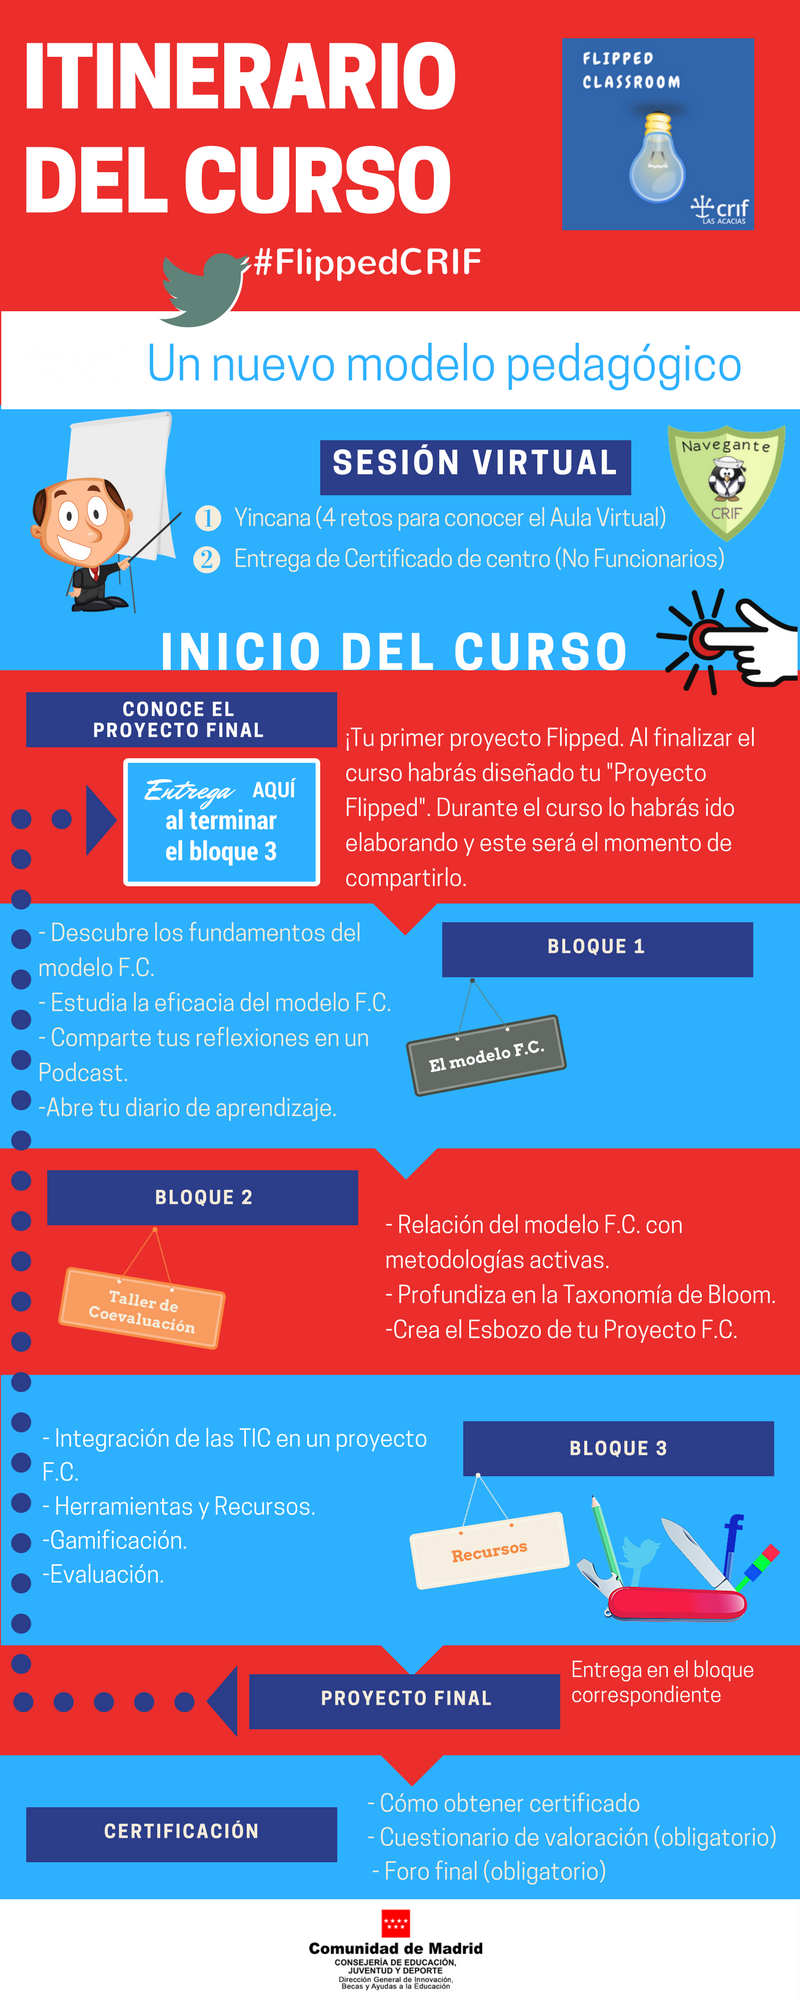 ITINERARIO
DEL CURSO
FLIPPED
CLASSROOM
crif
LAS ACACIAS
#FlippedCRIF
Un nuevo modelo pedagógico
SESIÓN VIRTUAL
Navegante
CRIF
1 Yincana (4 retos para conocer el Aula Virtual)
2 Entrega de Certificado de centro (No Funcionarios)
INICIO DEL CURSO
CONOCE EL
PROYECTO FINAL
Entrega AQUÍ
al terminar
el bloque 3
¡Tu primer proyecto Flipped. Al finalizar el
curso habrás diseñado tu "Proyecto
Flipped". Durante el curso lo habrás ido
elaborando y este será el momento de
compartirlo.
- Descubre los fundamentos del
modelo F.C.
- Estudia la eficacia del modelo F.C.
- Comparte tus reflexiones en un
Podcast.
-Abre tu diario de aprendizaje.
BLOQUE 1
El modelo F.C.
BLOQUE 2
Taller de
Coevaluación
- Relación del modelo F.C. con
metodologías activas.
- Profundiza en la Taxonomía de Bloom.
-Crea el Esbozo de tu Proyecto F.C.
- Integración de las TIC en un proyecto
F.C.
- Herramientas y Recursos.
-Gamificación.
-Evaluación.
BLOQUE 3
Recursos
f
PROYECTO FINAL
Entrega en el bloque
correspondiente
CERTIFICACIÓN
- Cómo obtener certificado
- Cuestionario de valoración (obligatorio)
- Foro final (obligatorio)
Comunidad de Madrid
CONSEJERÍA DE EDUCACIÓN,
JUVENTUD Y DEPORTE
Dirección General de Innovación,
Becas y Ayudas a la Educación